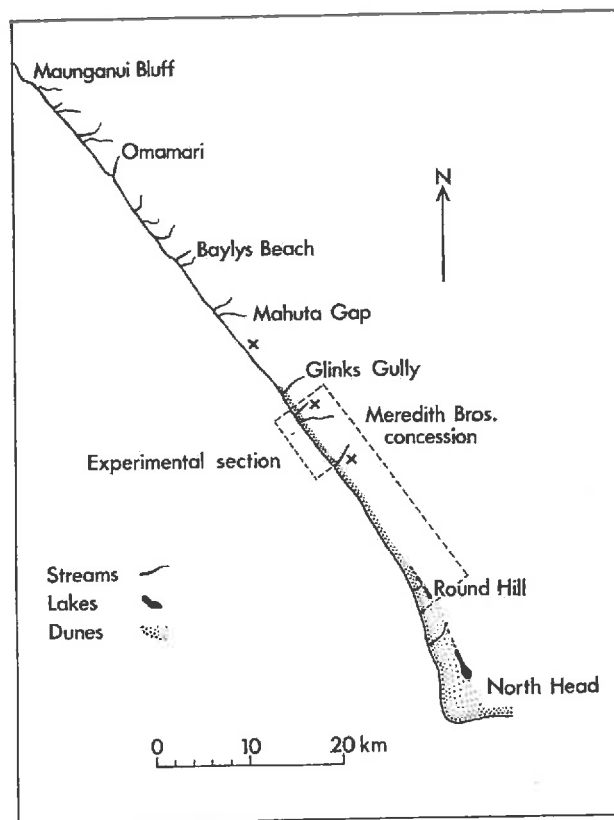 Maunganui Bluff
Omamari
N
Baylys Beach
Mahuta Gap
x
Glinks Gully
x
Meredith Bros.
concession
Experimental section
x
Streams
Lakes
Dunes
Round Hill
North Head
0 10 20 km